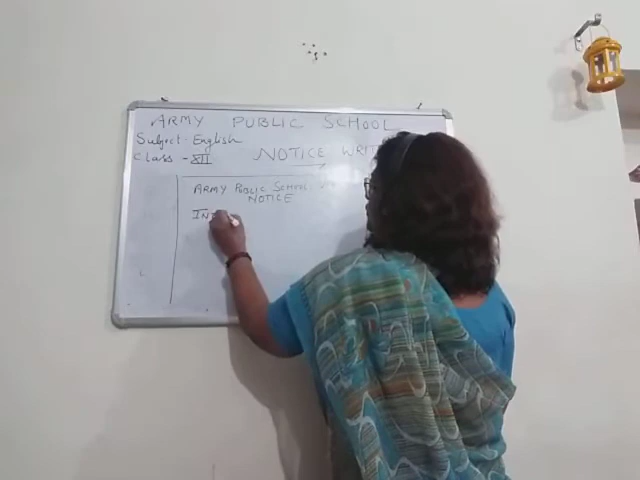 ARMY PUBLIC SCHOOL
Subject - English
Class - XII
NOTICE
ARMY PUBLIC SCHOOL
NOTICE